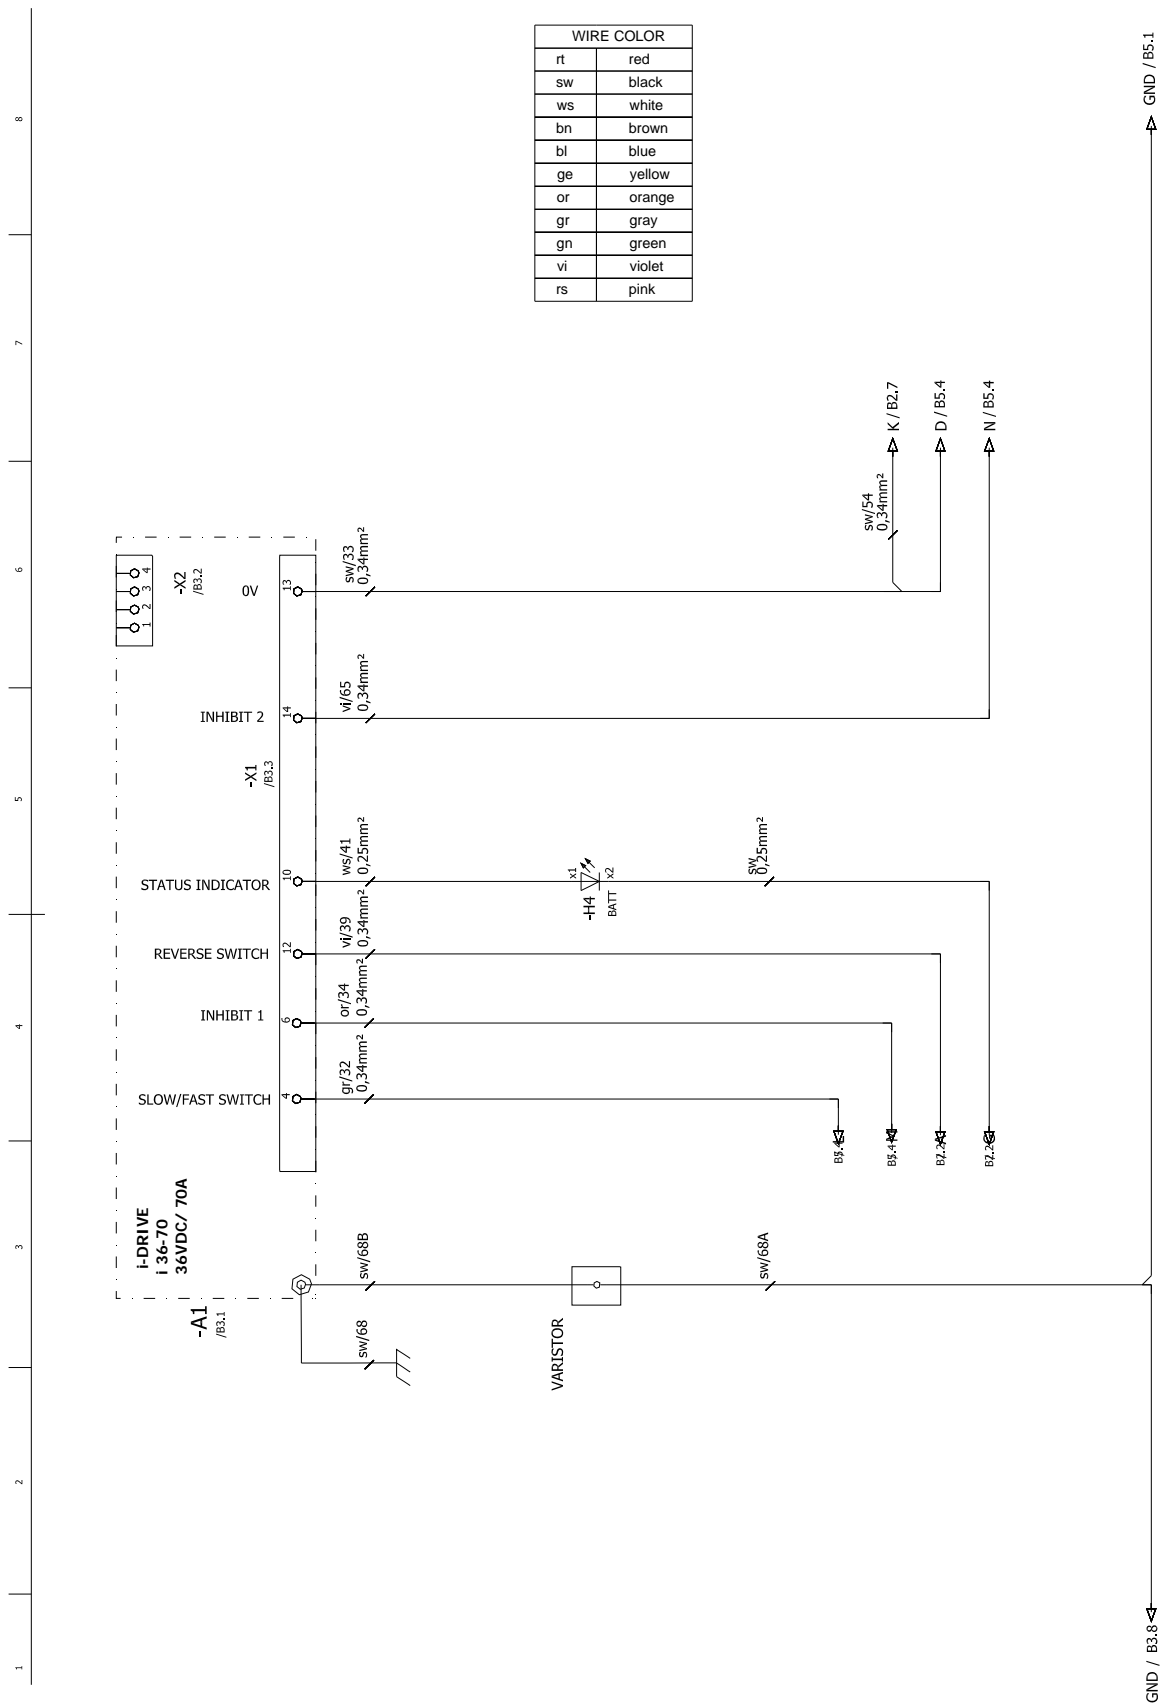 WIRE COLOR
rt red
sw black
ws white
bn brown
bl blue
ge yellow
or orange
gr gray
gn green
vi violet
rs pink
1
2
3
4
5
6
7
8
-A1
/B3.1
i-DRIVE
i 36-70
36VDC/ 70A
SLOW/FAST SWITCH
4
gr/32
0,34mm²
INHIBIT 1
6
or/34
0,34mm²
REVERSE SWITCH
12
vi/39
0,34mm²
STATUS INDICATOR
10
ws/41
0,25mm²
-X1
/B3.3
INHIBIT 2
14
vi/65
0,34mm²
0V
13
sw/33
0,34mm²
-X2
/B3.2
1
2
3
4
-H4
BATT
x1
x2
sw
0,25mm²
sw/54
0,34mm²
K / B2.7
D / B5.4
N / B5.4
sw/68
sw/68B
VARISTOR
sw/68A
GND / B3.8
GND / B5.1